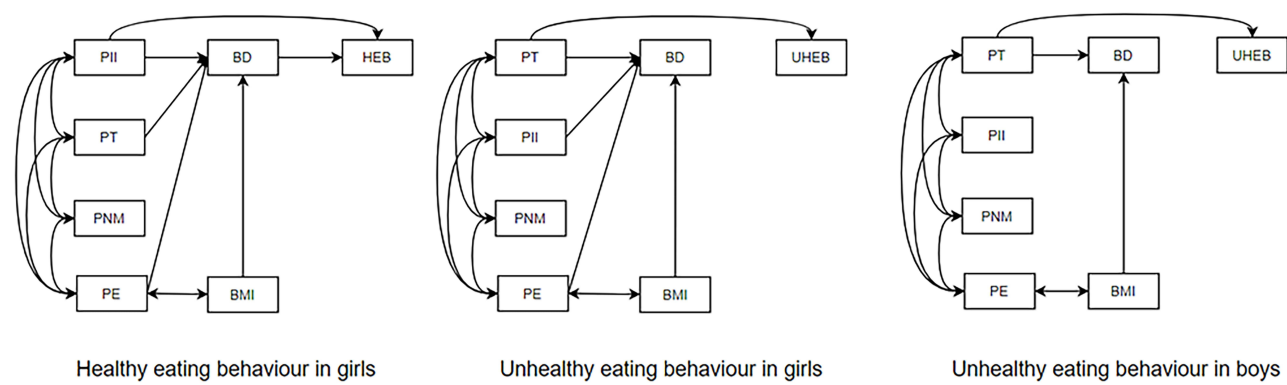 PII BD HEB
PT
PNM
PE BMI
Healthy eating behaviour in girls
PT BD UHEB
PII
PNM
PE BMI
Unhealthy eating behaviour in girls
PT BD UHEB
PII
PNM
PE BMI
Unhealthy eating behaviour in boys